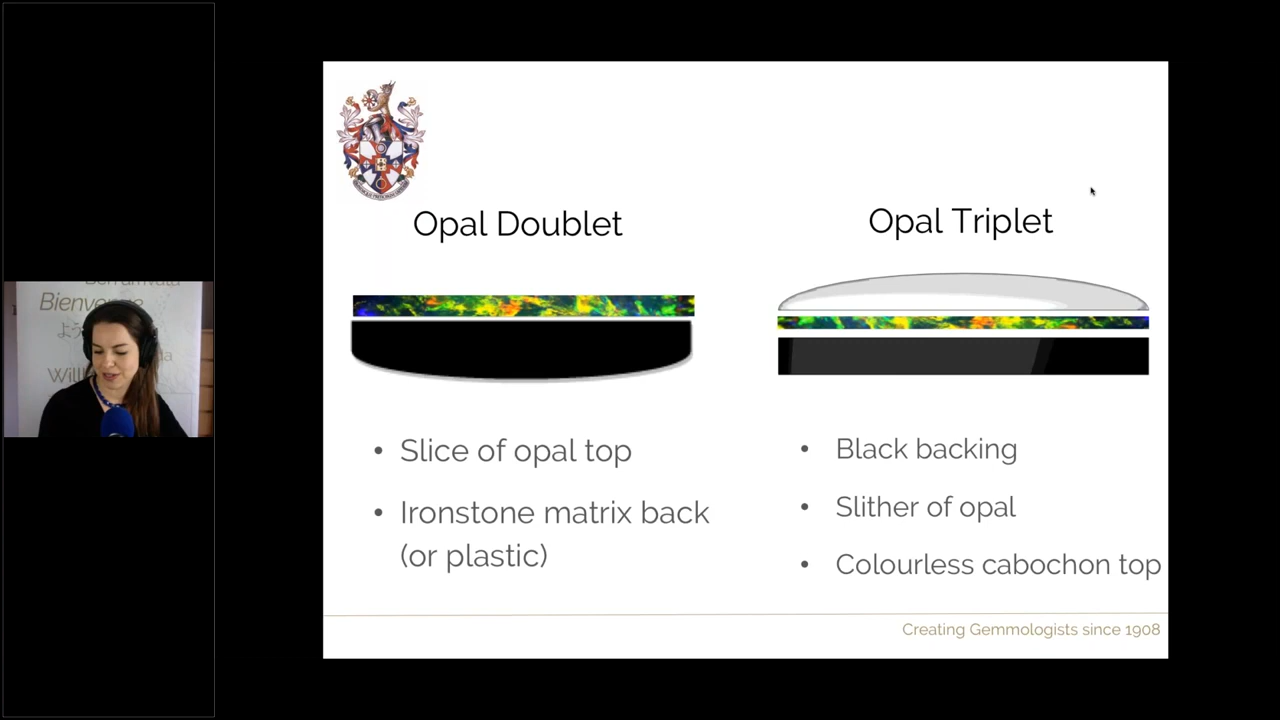 Opal Doublet
Slice of opal top
Ironstone matrix back
(or plastic)
Opal Triplet
Black backing
Slither of opal
Colourless cabochon top
Creating Gemmologists since 1908
Bienvenue